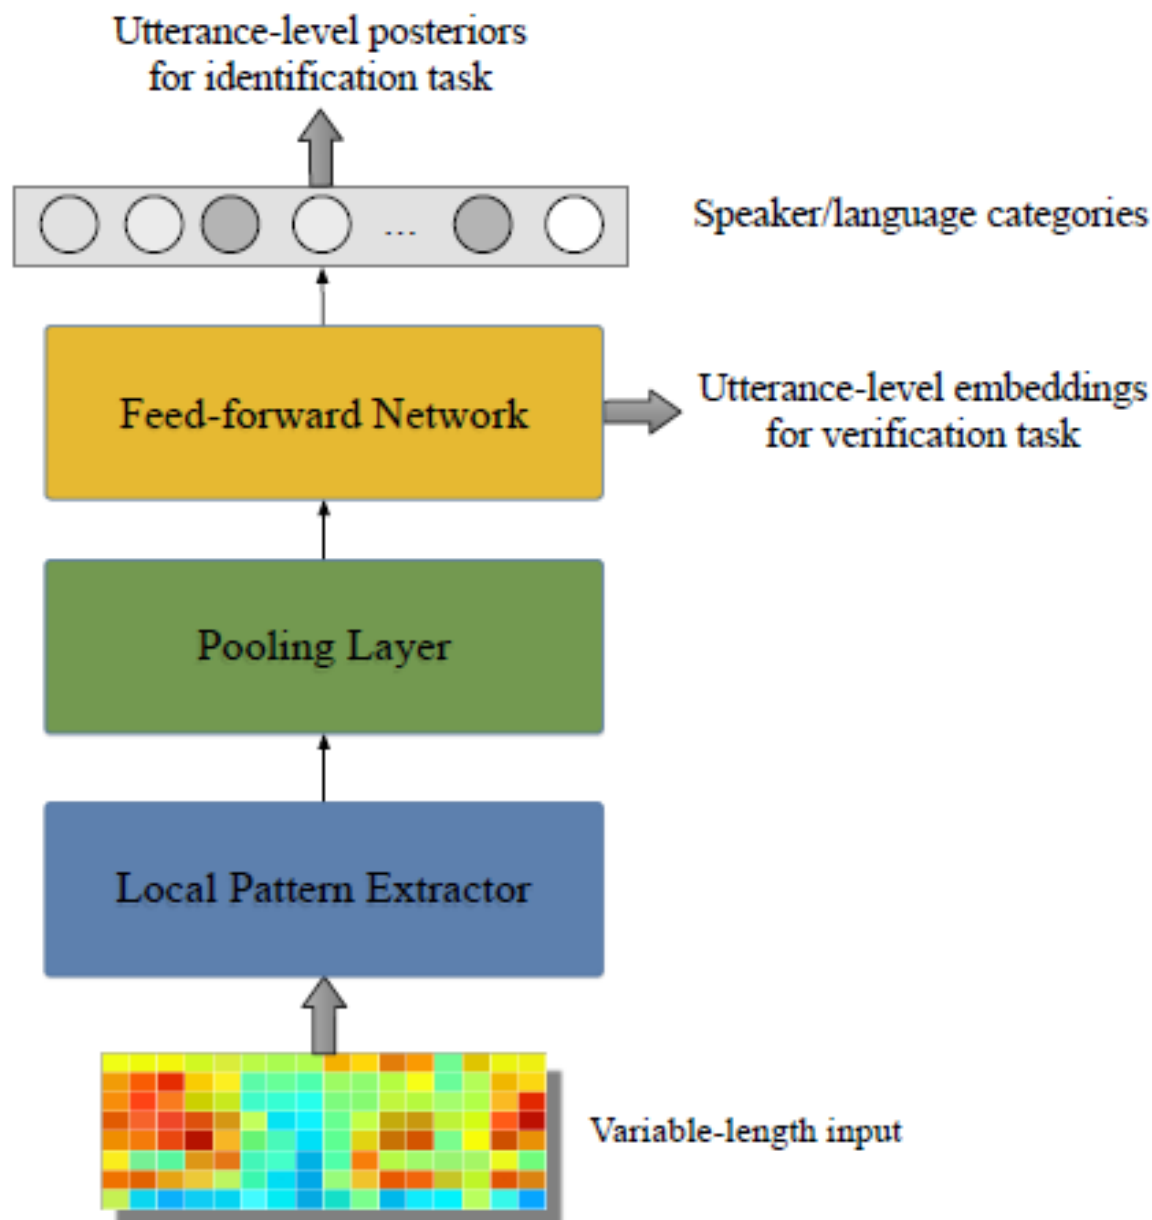 Utterance-level posteriors
for identification task
Speaker/language categories
...
Feed-forward Network
Utterance-level embeddings
for verification task
Pooling Layer
Local Pattern Extractor
Variable-length input